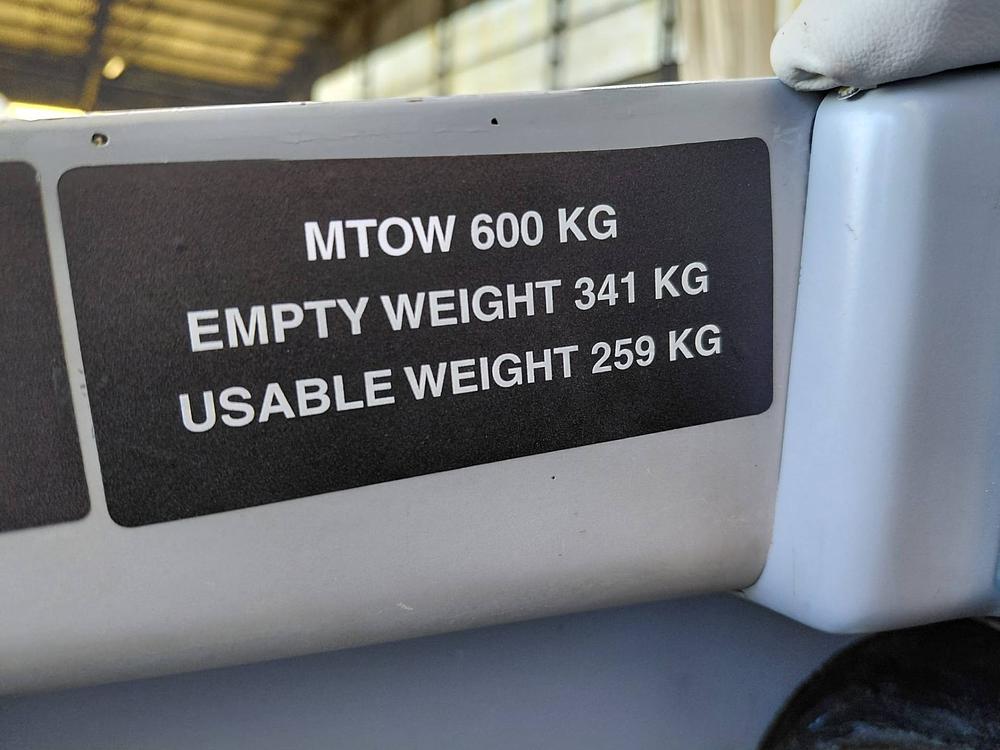 MTOW 600 KG
EMPTY WEIGHT 341 KG
USABLE WEIGHT 259 KG